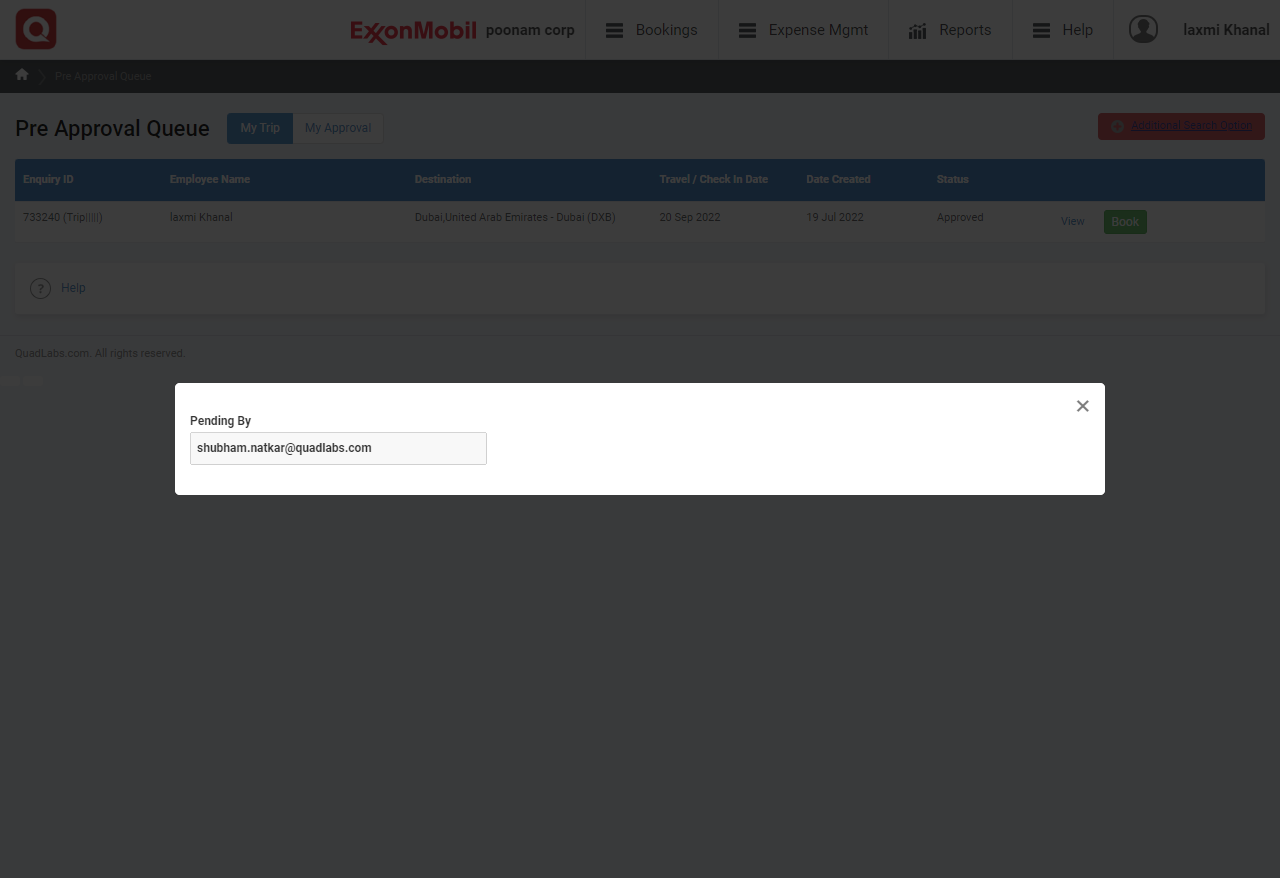 ExxonMobil poonam corp Bookings Expense Mgmt Reports Help laxmi Khanal
Pre Approval Queue
Pre Approval Queue My Trip My Approval Additional Search Option
Enquiry ID Employee Name Destination Travel / Check In Date Date Created Status
733240 (Trip|||||) laxmi Khanal Dubai,United Arab Emirates - Dubai (DXB) 20 Sep 2022 19 Jul 2022 Approved View Book
? Help
QuadLabs.com. All rights reserved.
×
Pending By
shubham.natkar@quadlabs.com